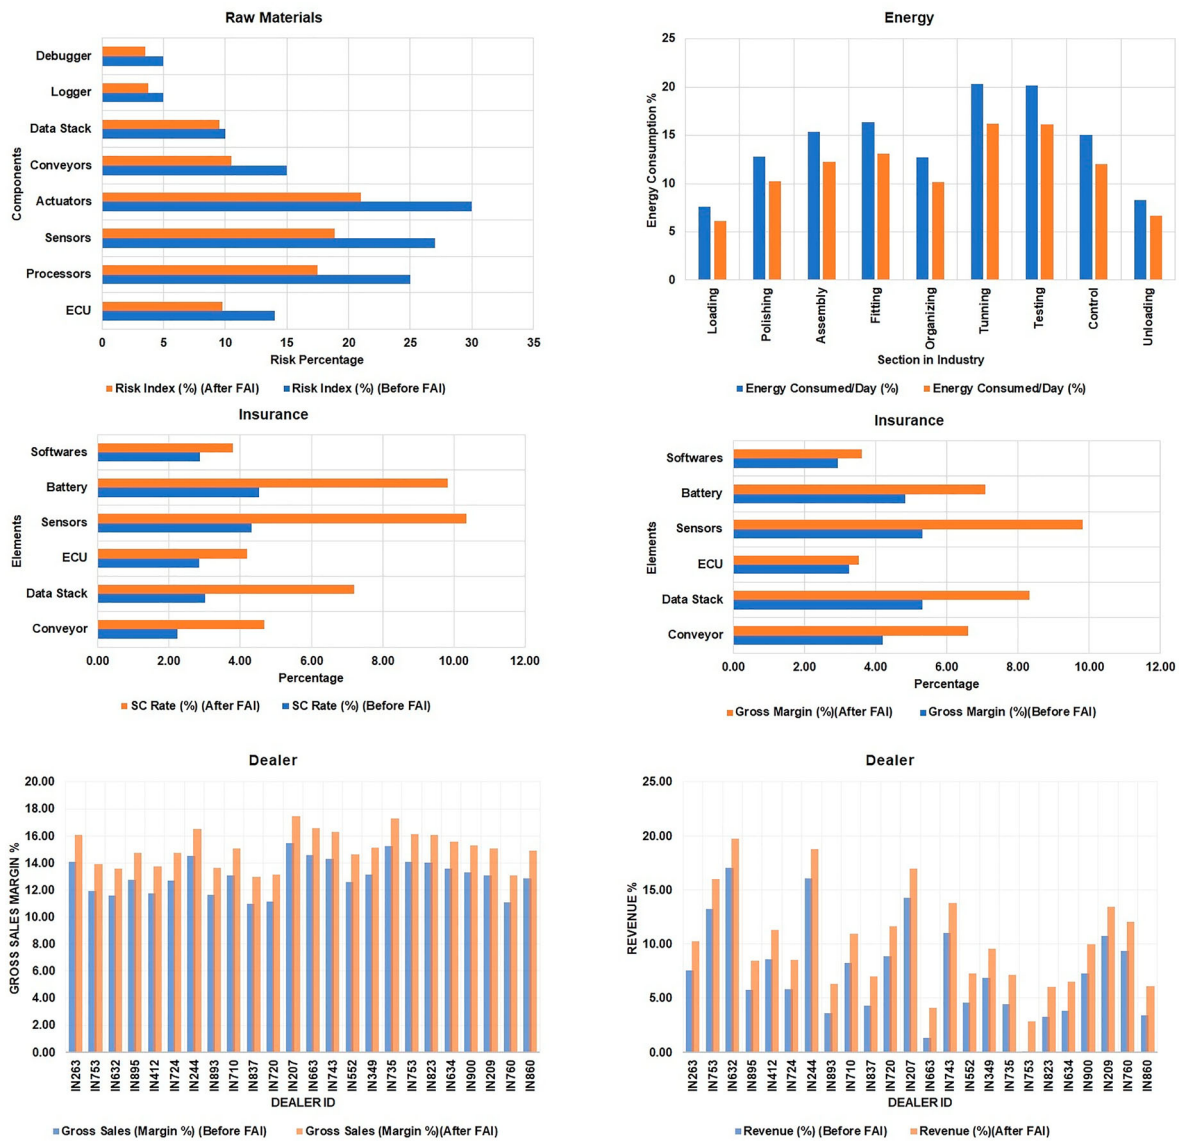 Raw Materials
Components
Debugger
Logger
Data Stack
Conveyors
Actuators
Sensors
Processors
ECU
0 5 10 15 20 25 30 35
Risk Percentage
Risk Index (%) (After FAI) Risk Index (%) (Before FAI)
Energy
Energy Consumption %
25
20
15
10
5
0
Loading Polishing Assembly Fitting Organizing Tunning Testing Control Unloading
Section in Industry
Energy Consumed/Day (%) Energy Consumed/Day (%)
Insurance
Elements
Softwares
Battery
Sensors
ECU
Data Stack
Conveyor
0.00 2.00 4.00 6.00 8.00 10.00 12.00
Percentage
SC Rate (%) (After FAI) SC Rate (%) (Before FAI)
Insurance
Elements
Softwares
Battery
Sensors
ECU
Data Stack
Conveyor
0.00 2.00 4.00 6.00 8.00 10.00 12.00
Percentage
Gross Margin (%)(After FAI) Gross Margin (%)(Before FAI)
Dealer
GROSS SALES MARGIN %
20.00
18.00
16.00
14.00
12.00
10.00
8.00
6.00
4.00
2.00
0.00
IN263 IN753 IN632 IN895 IN412 IN724 IN244 IN893 IN710 IN837 IN720 IN207 IN663 IN743 IN552 IN349 IN735 IN753 IN823 IN634 IN900 IN209 IN760 IN860
DEALER ID
Gross Sales (Margin %) (Before FAI) Gross Sales (Margin %)(After FAI)
Dealer
REVENUE %
25.00
20.00
15.00
10.00
5.00
0.00
IN263 IN753 IN632 IN895 IN412 IN724 IN244 IN893 IN710 IN837 IN720 IN207 IN663 IN743 IN552 IN349 IN735 IN753 IN823 IN634 IN900 IN209 IN760 IN860
DEALER ID
Revenue (%) (Before FAI) Revenue (%)(After FAI)